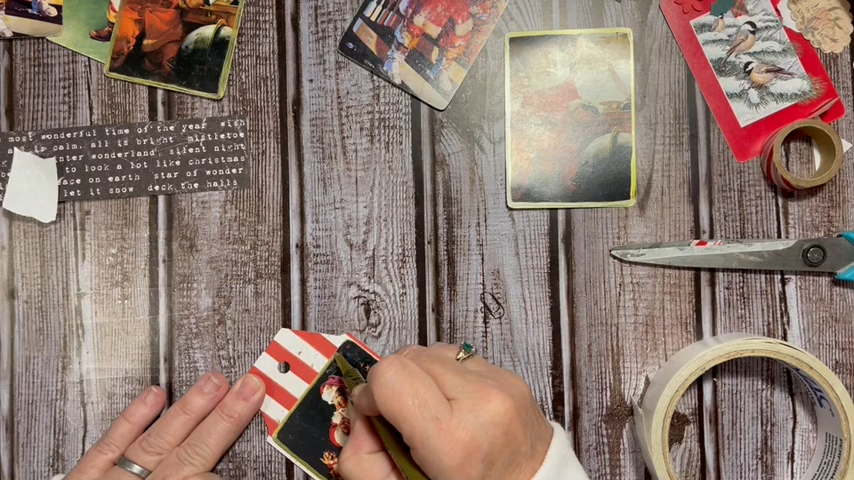 most wonderful time of the year wish
calm. All is bright mistletoe
wonderland silent night
to look a lot like christmas
on earth star of wonder
let it snow deck the halls